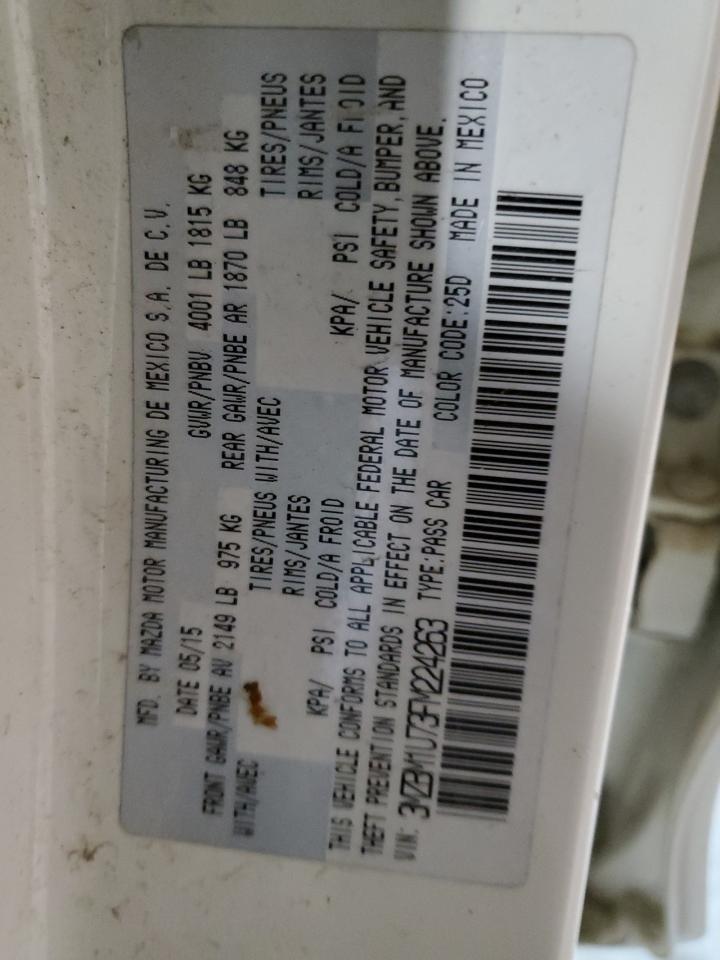 MFD. BY MAZDA MOTOR MANUFACTURING DE MEXICO S.A. DE C.V.
DATE 05/15 GVWR/PNBV 4001 LB 1815 KG
FRONT GAWR/PNBE AV 2149 LB 975 KG REAR GAWR/PNBE AR 1870 LB 848 KG
WITH/AVEC TIRES/PNEUS WITH/AVEC TIRES/PNEUS
RIMS/JANTES RIMS/JANTES
KPA/ PSI COLD/A FROID KPA/ PSI COLD/A FROID
THIS VEHICLE CONFORMS TO ALL APPLICABLE FEDERAL MOTOR VEHICLE SAFETY, BUMPER, AND
THEFT PREVENTION STANDARDS IN EFFECT ON THE DATE OF MANUFACTURE SHOWN ABOVE.
VIN: 3MZBM1U73FM224263 TYPE:PASS CAR COLOR CODE:25D MADE IN MEXICO